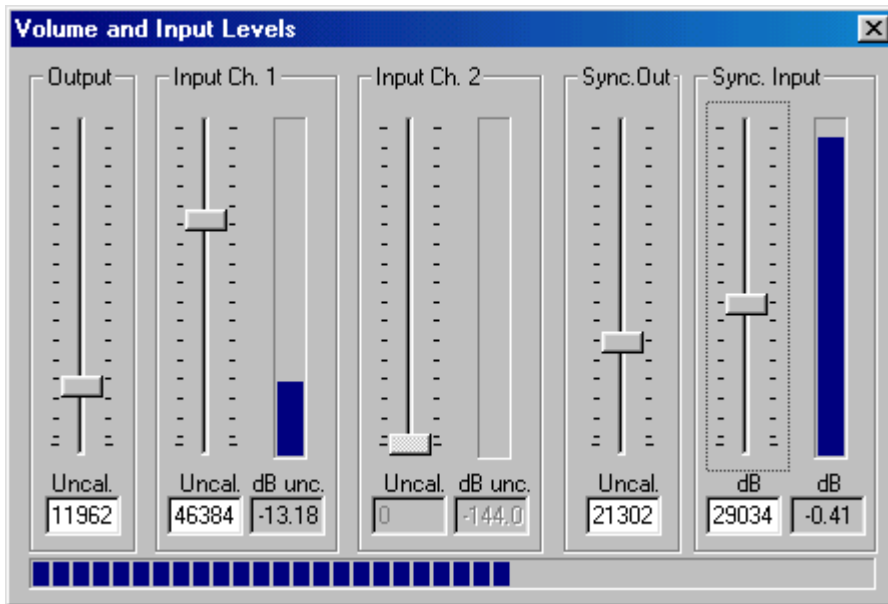 Volume and Input Levels
Output Input Ch. 1 Input Ch. 2 Sync.Out Sync. Input
Uncal. Uncal. dB unc. Uncal. dB unc. Uncal. dB dB
11962 46384 -13.18 0 -144.0 21302 29034 -0.41